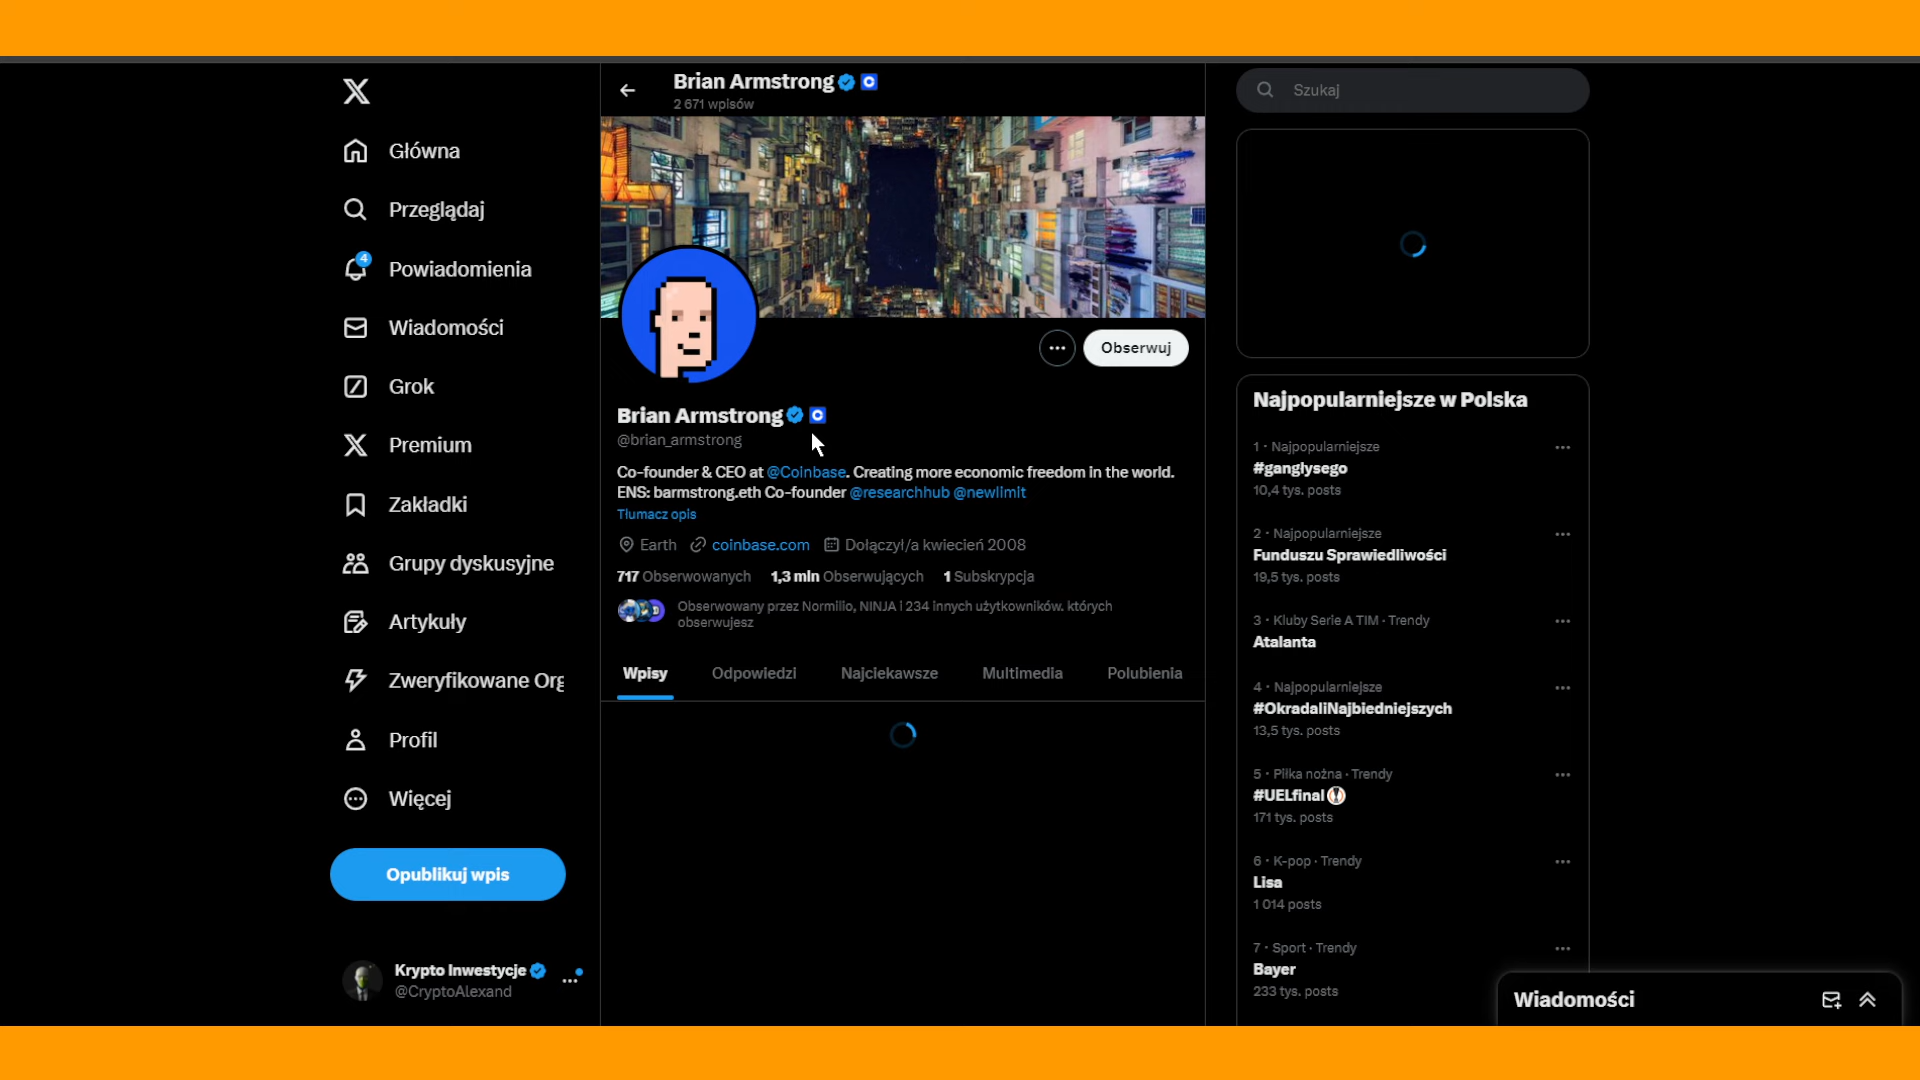 Główna
Przeglądaj
4
Powiadomienia
Wiadomości
Grok
Premium
Zakładki
Grupy dyskusyjne
Artykuły
Zweryfikowane Org
Profil
Więcej
Opublikuj wpis
Krypto Inwestycje
@CryptoAlexand
Brian Armstrong
2 671 wpisów
Obserwuj
Brian Armstrong
@brian_armstrong
Co-founder & CEO at @Coinbase. Creating more economic freedom in the world.
ENS: barmstrong.eth Co-founder @researchhub @newlimit
Tłumacz opis
Earth coinbase.com Dołączył/a kwiecień 2008
717 Obserwowanych 1,3 mln Obserwujących 1 Subskrypcja
Obserwowany przez Normilio, NINJA i 234 innych użytkowników. których
obserwujesz
Wpisy Odpowiedzi Najciekawsze Multimedia Polubienia
Szukaj
Najpopularniejsze w Polska
1 · Najpopularniejsze
#ganglysego
10,4 tys. posts
2 · Najpopularniejsze
Funduszu Sprawiedliwości
19,5 tys. posts
3 · Kluby Serie A TIM · Trendy
Atalanta
4 · Najpopularniejsze
#OkradaliNajbiedniejszych
13,5 tys. posts
5 · Piłka nożna · Trendy
#UELfinal
171 tys. posts
6 · K-pop · Trendy
Lisa
1 014 posts
7 · Sport · Trendy
Bayer
233 tys. posts
Wiadomości